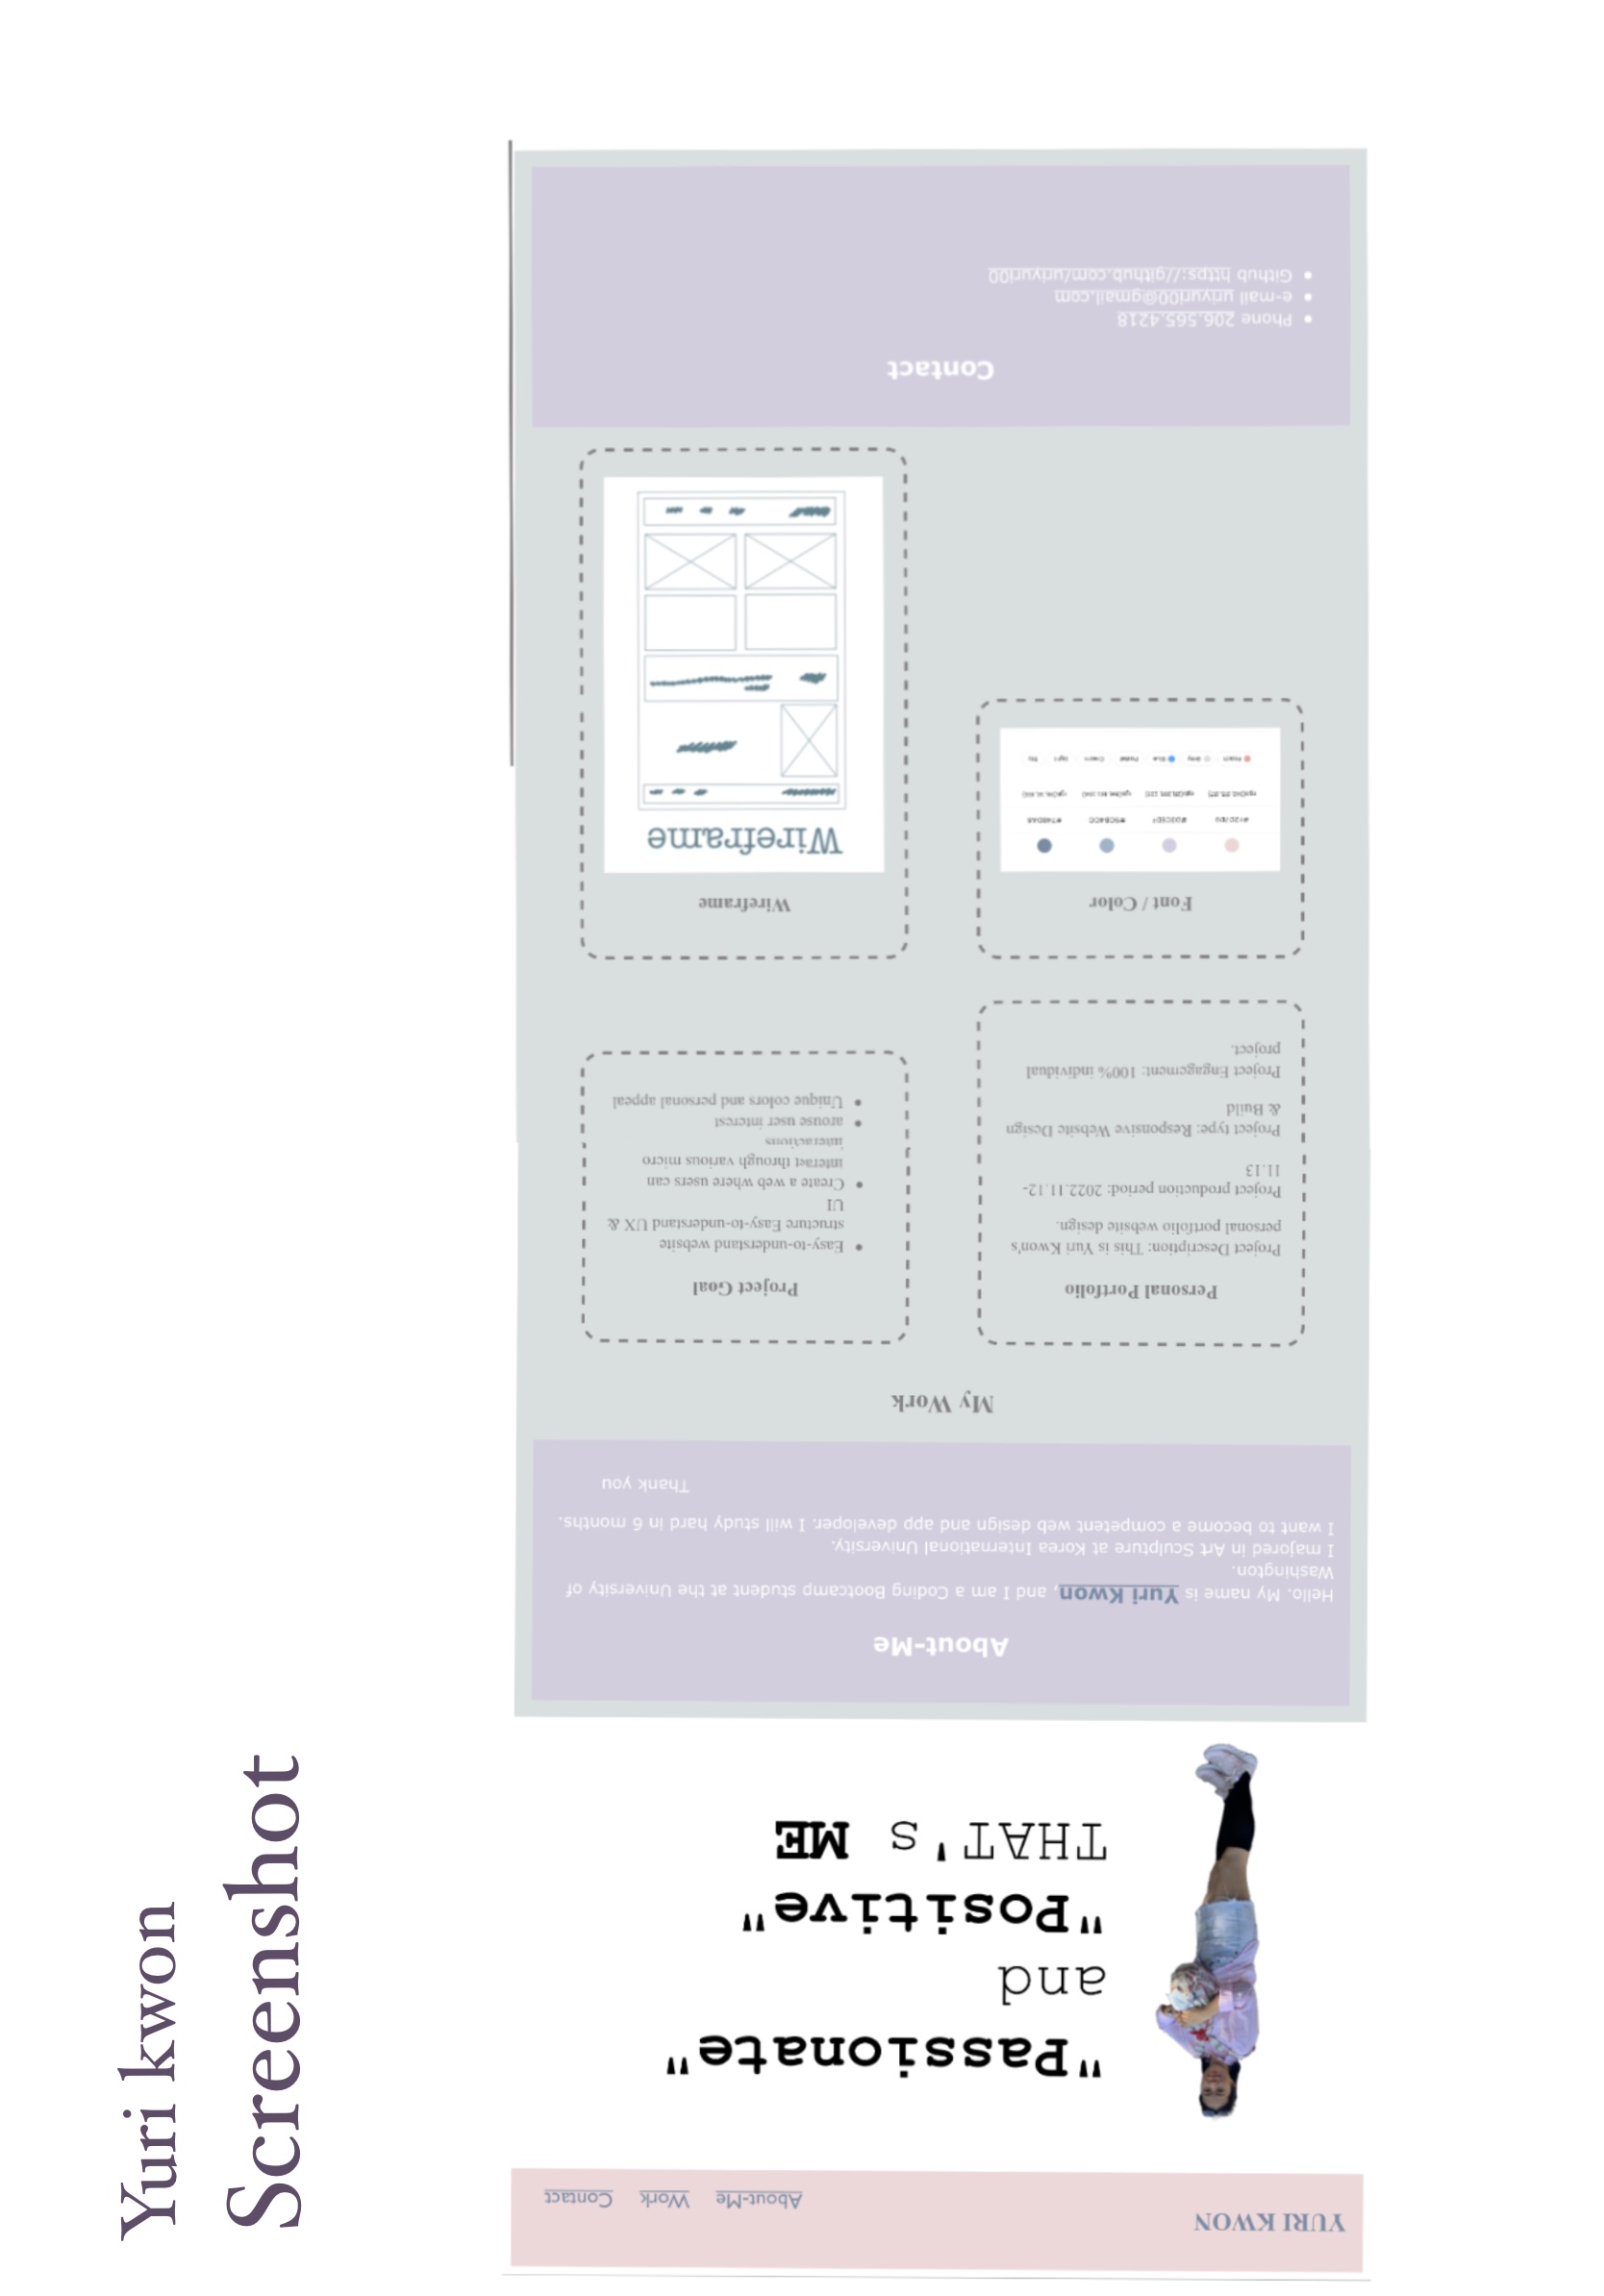 YURI KWON
About-Me Work Contact
"Passionate"
and
"Positive"
THAT's ME
About-Me
Hello. My name is Yuri Kwon, and I am a Coding Bootcamp student at the University of
Washington.
I majored in Art Sculpture at Korea International University.
I want to become a competent web design and app developer. I will study hard in 6 months.
Thank you
My Work
Personal Portfolio
Project Description: This is Yuri Kwon's
personal portfolio website design.
Project production period: 2022.11.12-
11.13
Project type: Responsive Website Design
& Build
Project Engagement: 100% individual
project.
Project Goal
Easy-to-understand website
structure Easy-to-understand UX &
UI
Create a web where users can
interact through various micro
interactions
arouse user interest
Unique colors and personal appeal
Font / Color
Peach Grey Blue Pastel Cream Light Sky
Wireframe
Wireframe
Contact
Phone 206.565.4218
e-mail uriyuri00@gmail.com
Github https://github.com/uriyuri00
Yuri kwon
Screenshot